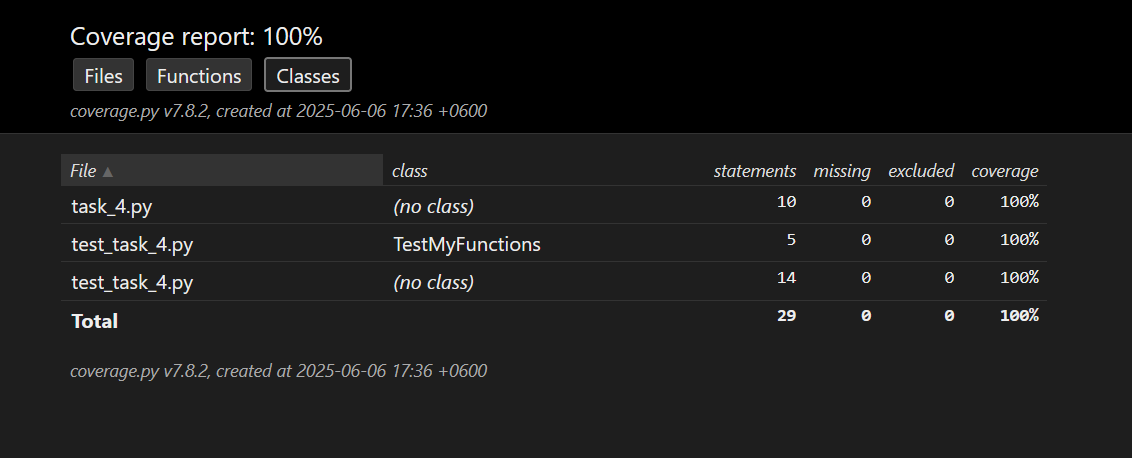 Coverage report: 100%
Files Functions Classes
coverage.py v7.8.2, created at 2025-06-06 17:36 +0600
File ▲ class statements missing excluded coverage
task_4.py (no class) 10 0 0 100%
test_task_4.py TestMyFunctions 5 0 0 100%
test_task_4.py (no class) 14 0 0 100%
Total 29 0 0 100%
coverage.py v7.8.2, created at 2025-06-06 17:36 +0600